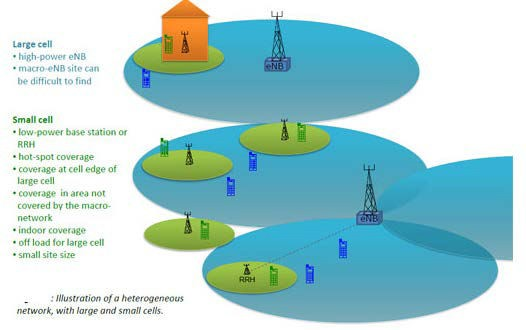 Large cell
• high-power eNB
• macro-eNB site can
be difficult to find
eNB
Small cell
• low-power base station or
RRH
• hot-spot coverage
• coverage at cell edge of
large cell
• coverage in area not
covered by the macro-
network
• indoor coverage
• off load for large cell
• small site size
eNB
RRH
: Illustration of a heterogeneous
network, with large and small cells.